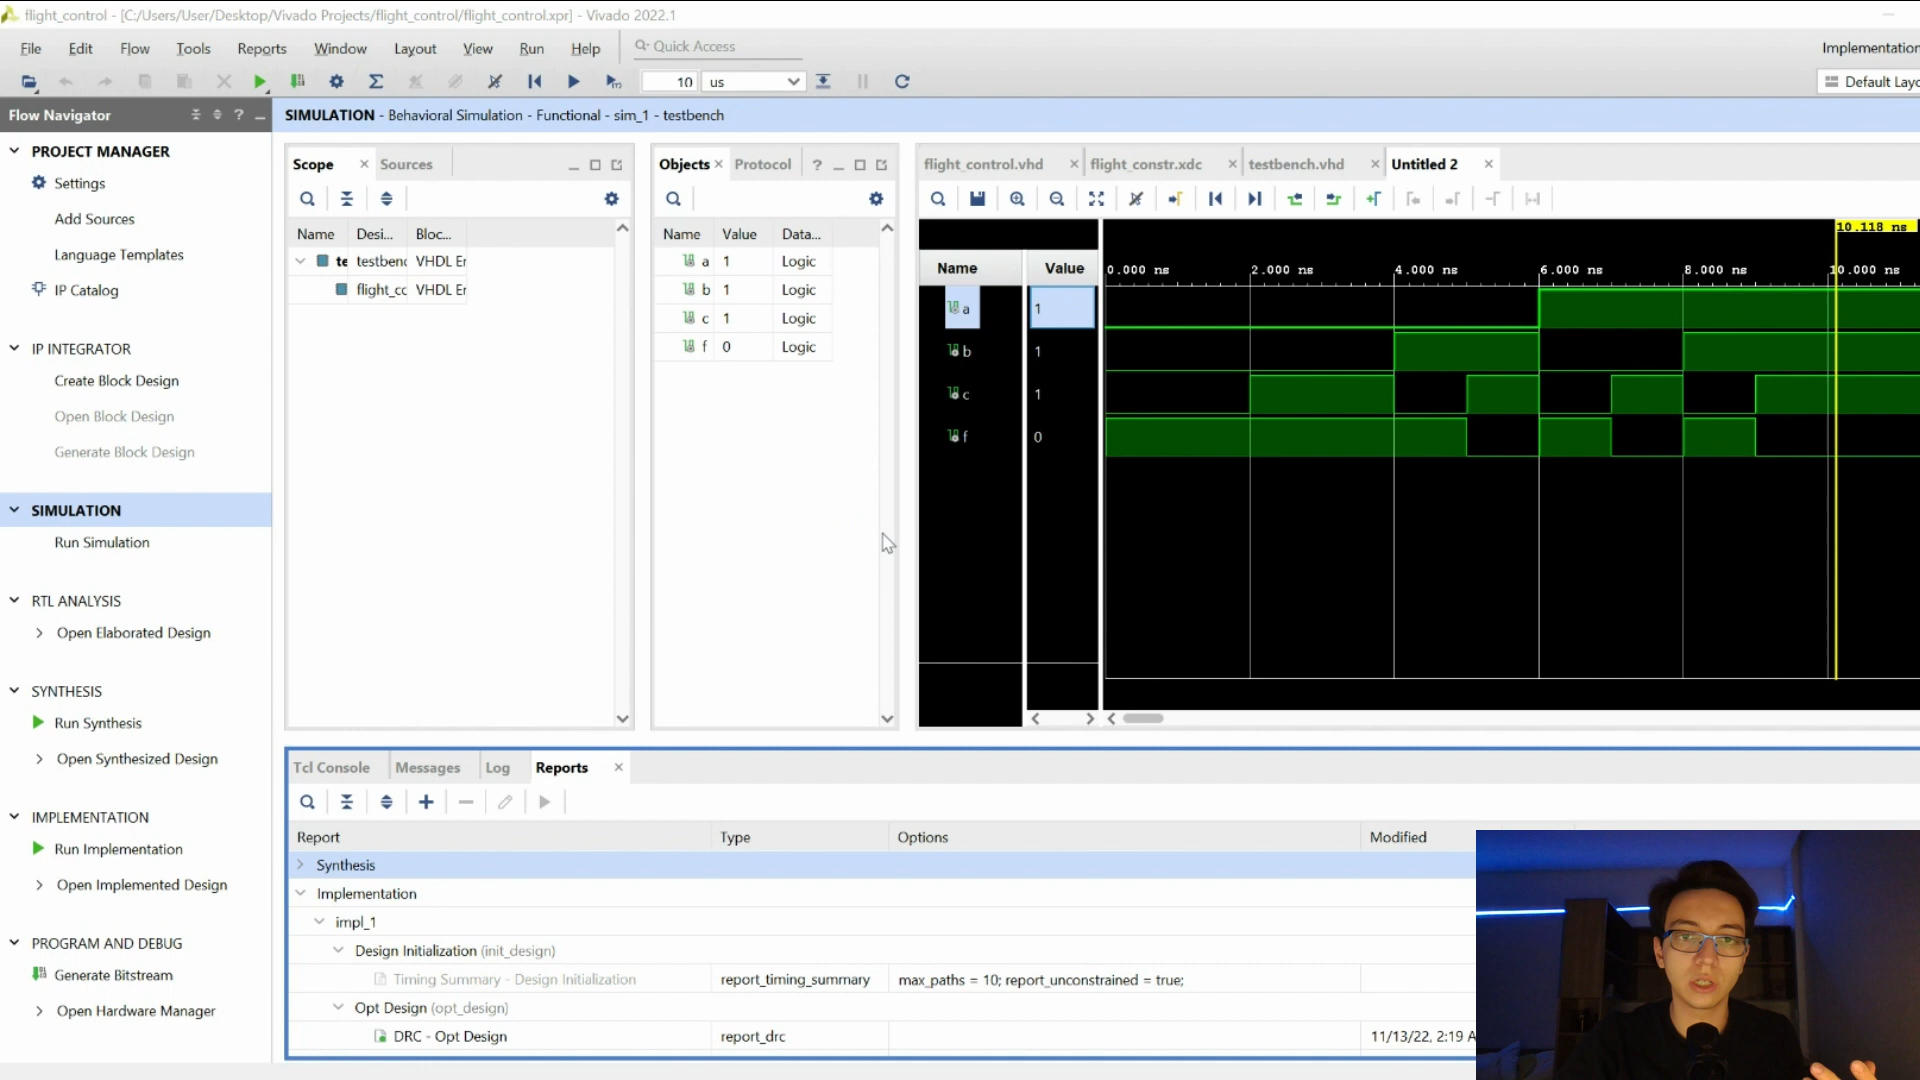 flight_control - [C:/Users/User/Desktop/Vivado Projects/flight_control/flight_control.xpr] - Vivado 2022.1
File Edit Flow Tools Reports Window Layout View Run Help Quick Access
Implementation
10 us
Default Layo
Flow Navigator
SIMULATION - Behavioral Simulation - Functional - sim_1 - testbench
PROJECT MANAGER
Settings
Add Sources
Language Templates
IP Catalog
IP INTEGRATOR
Create Block Design
Open Block Design
Generate Block Design
SIMULATION
Run Simulation
RTL ANALYSIS
Open Elaborated Design
SYNTHESIS
Run Synthesis
Open Synthesized Design
IMPLEMENTATION
Run Implementation
Open Implemented Design
PROGRAM AND DEBUG
Generate Bitstream
Open Hardware Manager
Scope Sources
Name Desi... Bloc...
te testbenc VHDL Er
flight_cc VHDL Er
Objects Protocol ?
Name Value Data...
a 1 Logic
b 1 Logic
c 1 Logic
f 0 Logic
flight_control.vhd flight_constr.xdc testbench.vhd Untitled 2
10.118 ns
Name Value
0.000 ns 2.000 ns 4.000 ns 6.000 ns 8.000 ns 10.000 ns
a 1
b 1
c 1
f 0
Tcl Console Messages Log Reports
Report Type Options Modified
Synthesis
Implementation
impl_1
Design Initialization (init_design)
Timing Summary - Design Initialization report_timing_summary max_paths = 10; report_unconstrained = true;
Opt Design (opt_design)
DRC - Opt Design report_drc 11/13/22, 2:19 A